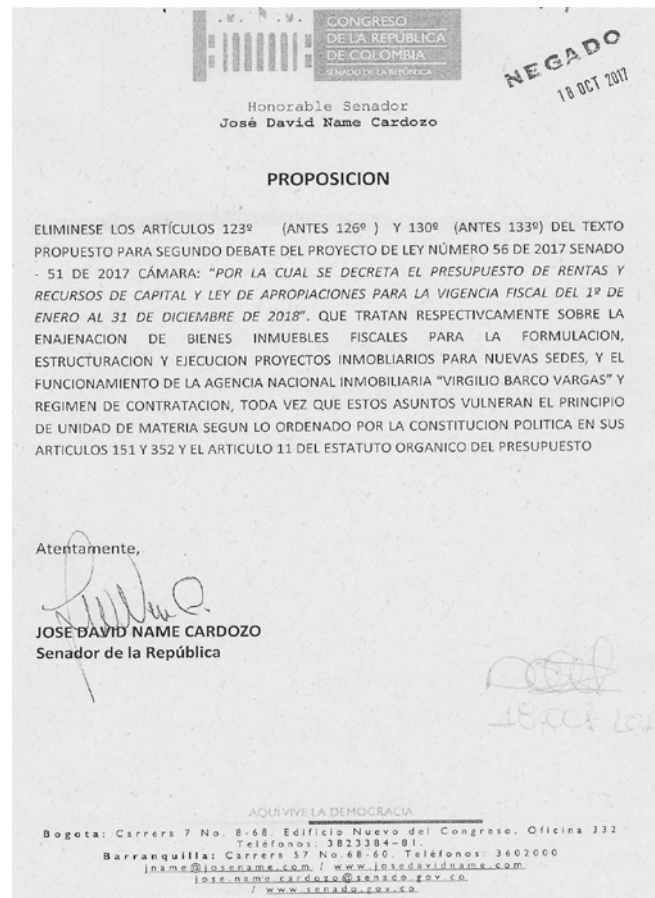 CONGRESO
DE LA REPÚBLICA
DE COLOMBIA
SENADO DE LA REPÚBLICA
NEGADO
18 OCT 2017
Honorable Senador
José David Name Cardozo
PROPOSICION
ELIMINESE LOS ARTÍCULOS 123º (ANTES 126º ) Y 130º (ANTES 133º) DEL TEXTO
PROPUESTO PARA SEGUNDO DEBATE DEL PROYECTO DE LEY NÚMERO 56 DE 2017 SENADO
- 51 DE 2017 CÁMARA: "POR LA CUAL SE DECRETA EL PRESUPUESTO DE RENTAS Y
RECURSOS DE CAPITAL Y LEY DE APROPIACIONES PARA LA VIGENCIA FISCAL DEL 1º DE
ENERO AL 31 DE DICIEMBRE DE 2018". QUE TRATAN RESPECTIVCAMENTE SOBRE LA
ENAJENACION DE BIENES INMUEBLES FISCALES PARA LA FORMULACION,
ESTRUCTURACION Y EJECUCION PROYECTOS INMOBLIARIOS PARA NUEVAS SEDES, Y EL
FUNCIONAMIENTO DE LA AGENCIA NACIONAL INMOBILIARIA "VIRGILIO BARCO VARGAS" Y
REGIMEN DE CONTRATACION, TODA VEZ QUE ESTOS ASUNTOS VULNERAN EL PRINCIPIO
DE UNIDAD DE MATERIA SEGUN LO ORDENADO POR LA CONSTITUCION POLITICA EN SUS
ARTICULOS 151 Y 352 Y EL ARTICULO 11 DEL ESTATUTO ORGANICO DEL PRESUPUESTO
Atentamente,
JOSE DAVID NAME CARDOZO
Senador de la República
18 OCT
AQUÍ VIVE LA DEMOCRACIA
Bogota: Carrera 7 No. 8-68. Edificio Nuevo del Congreso, Oficina 332
Teléfonos: 3823384-81.
Barranquilla: Carrera 57 No.68-60. Teléfonos: 3602000
jname@josename.com / www.josedavidname.com
jose.name.cardozo@senado.gov.co
/ www.senado.gov.co